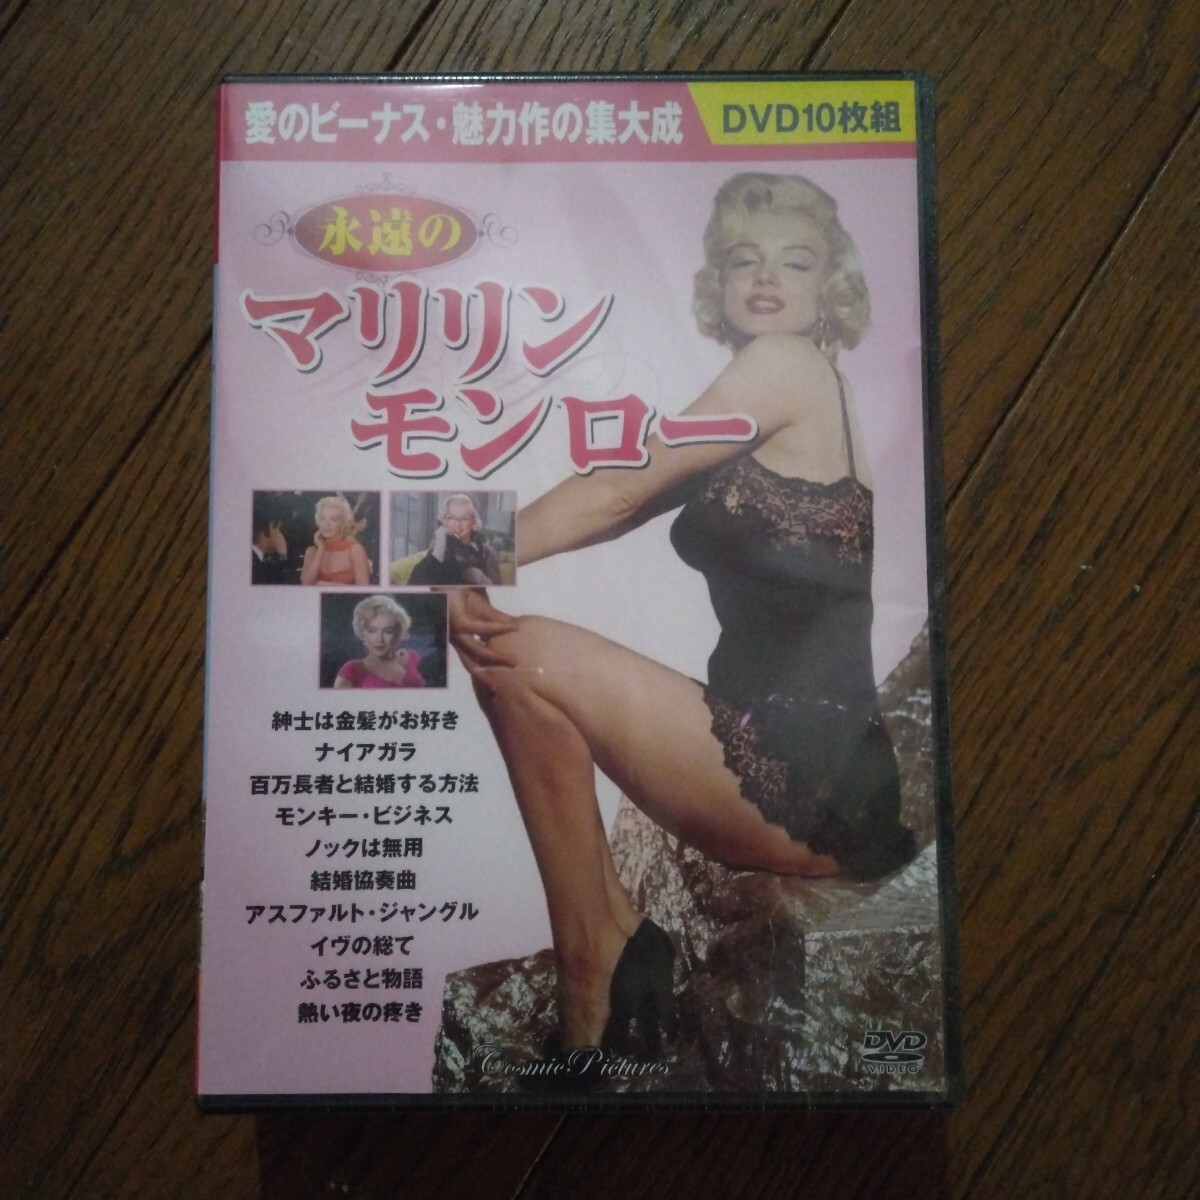 愛のビーナス・魅力作の集大成
DVD10枚組
永遠の
マリリン
モンロー
紳士は金髪がお好き
ナイアガラ
百万長者と結婚する方法
モンキー・ビジネス
ノックは無用
結婚協奏曲
アスファルト・ジャングル
イヴの総て
ふるさと物語
熱い夜の疼き
Cosmic Pictures
DVD
VIDEO